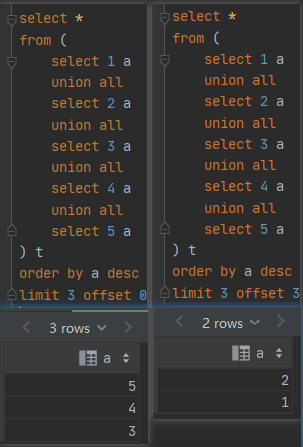 select *
from (
select 1 a
union all
select 2 a
union all
select 3 a
union all
select 4 a
union all
select 5 a
) t
order by a desc
limit 3 offset 0
3 rows
a
5
4
3
select *
from (
select 1 a
union all
select 2 a
union all
select 3 a
union all
select 4 a
union all
select 5 a
) t
order by a desc
limit 3 offset 3
2 rows
a
2
1